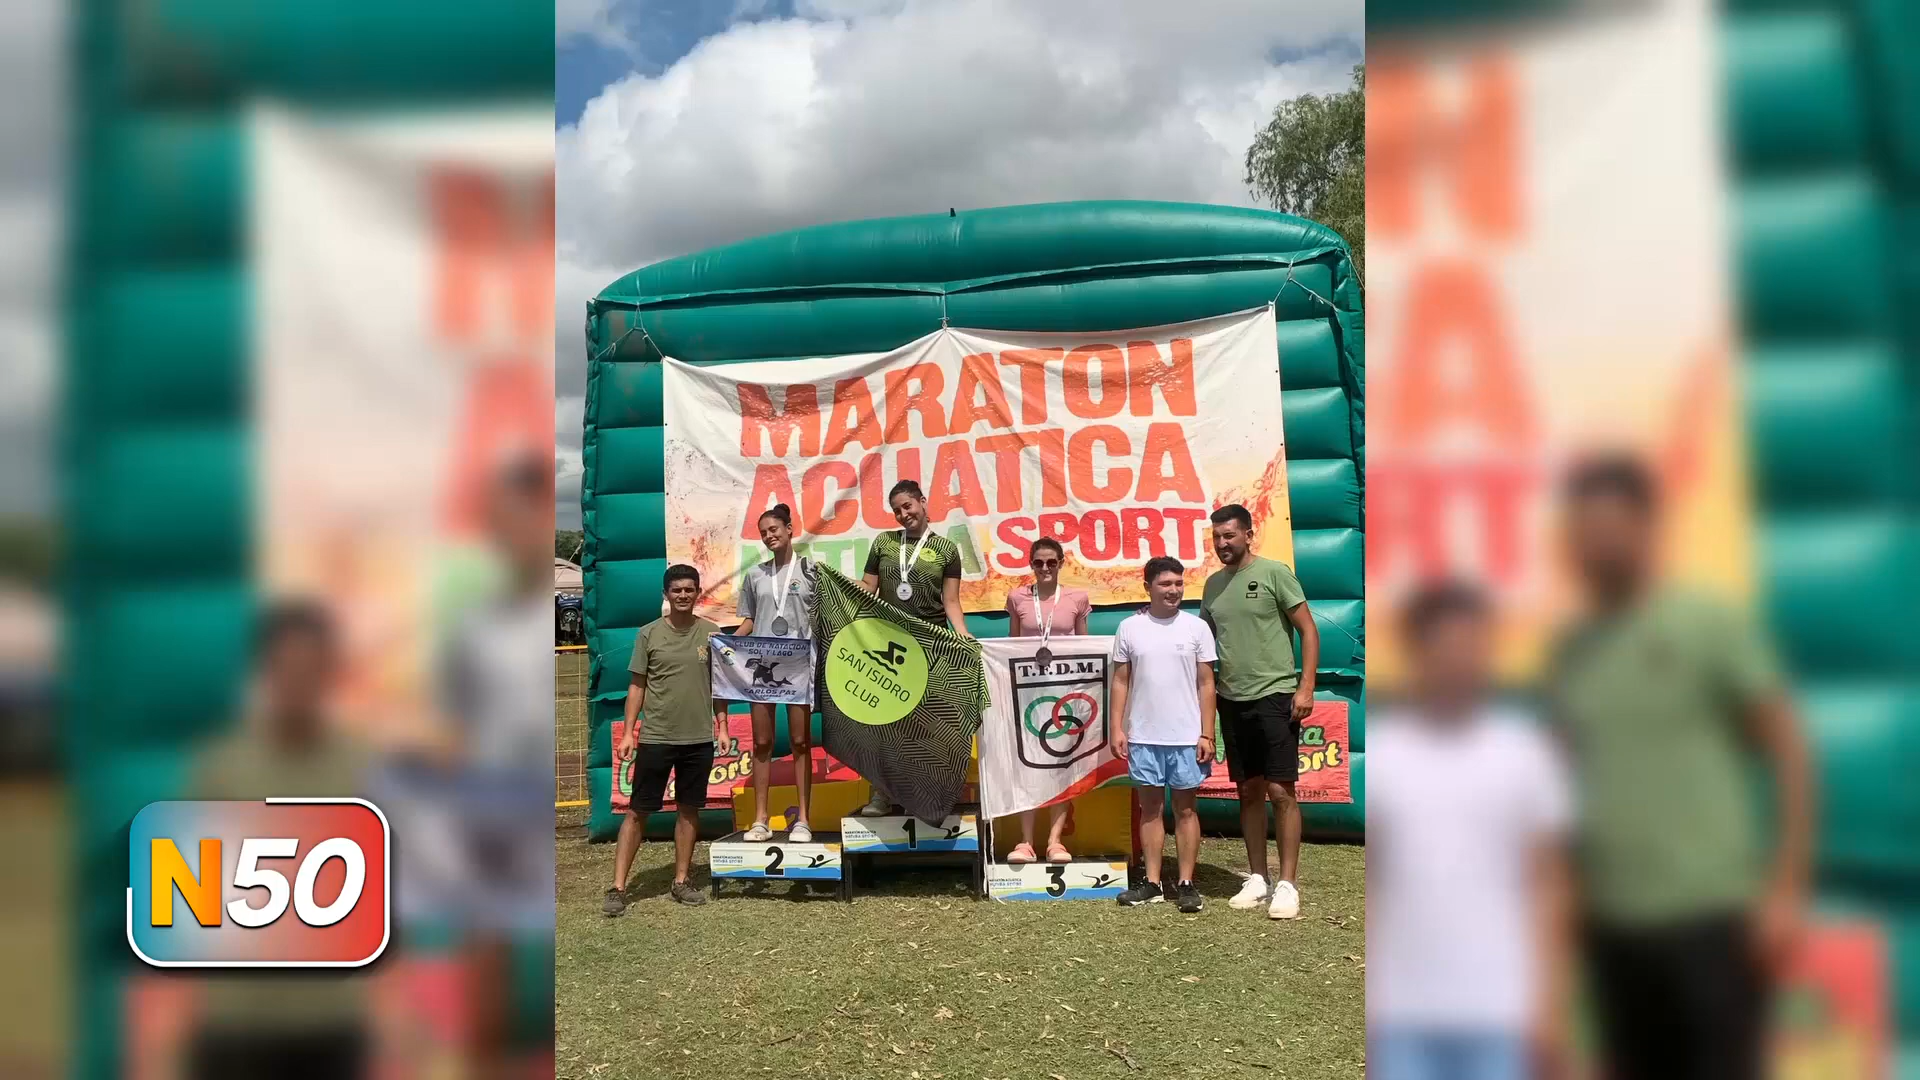 MARATON
ACUATICA
SPORT
CLUB DE NATACION
SOL Y LAGO
CARLOS PAZ
SAN ISIDRO
CLUB
T.F.D.M.
2
1
3
N50